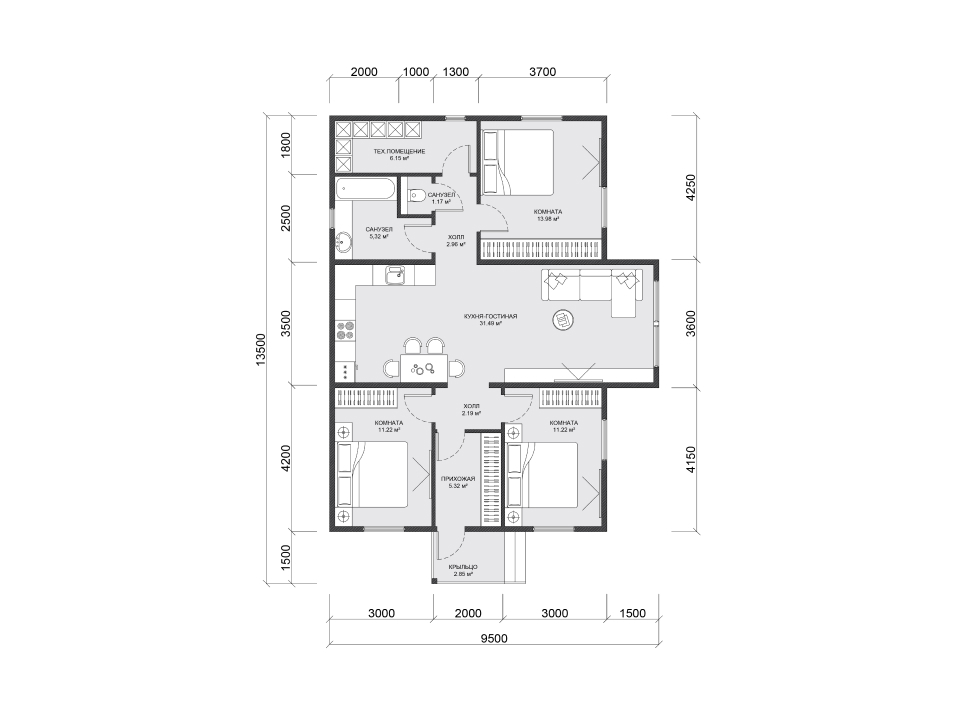 2000 1000 1300 3700
1800
2500
3500
4200
1500
13500
4250
3600
4150
ТЕХ.ПОМЕЩЕНИЕ
6.15 м²
САНУЗЕЛ
1.17 м²
КОМНАТА
13.98 м²
САНУЗЕЛ
5,32 м²
ХОЛЛ
2.96 м²
КУХНЯ-ГОСТИНАЯ
31.49 м²
ХОЛЛ
2.19 м²
КОМНАТА
11.22 м²
КОМНАТА
11.22 м²
ПРИХОЖАЯ
5.32 м²
КРЫЛЬЦО
2.85 м²
3000 2000 3000 1500
9500